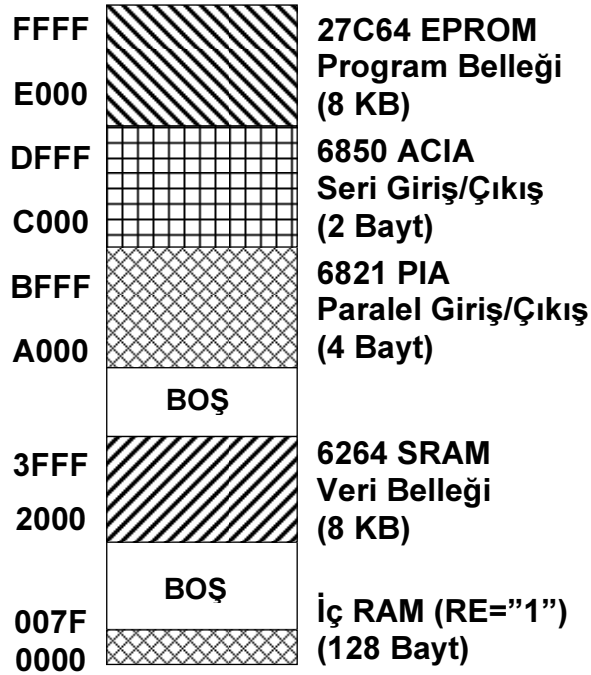 FFFF
27C64 EPROM
Program Belleği
E000
(8 KB)
DFFF
6850 ACIA
Seri Giriş/Çıkış
C000
(2 Bayt)
BFFF
6821 PIA
Paralel Giriş/Çıkış
A000
(4 Bayt)
BOŞ
3FFF
6264 SRAM
Veri Belleği
2000
(8 KB)
BOŞ
007F
İç RAM (RE=”1”)
0000
(128 Bayt)